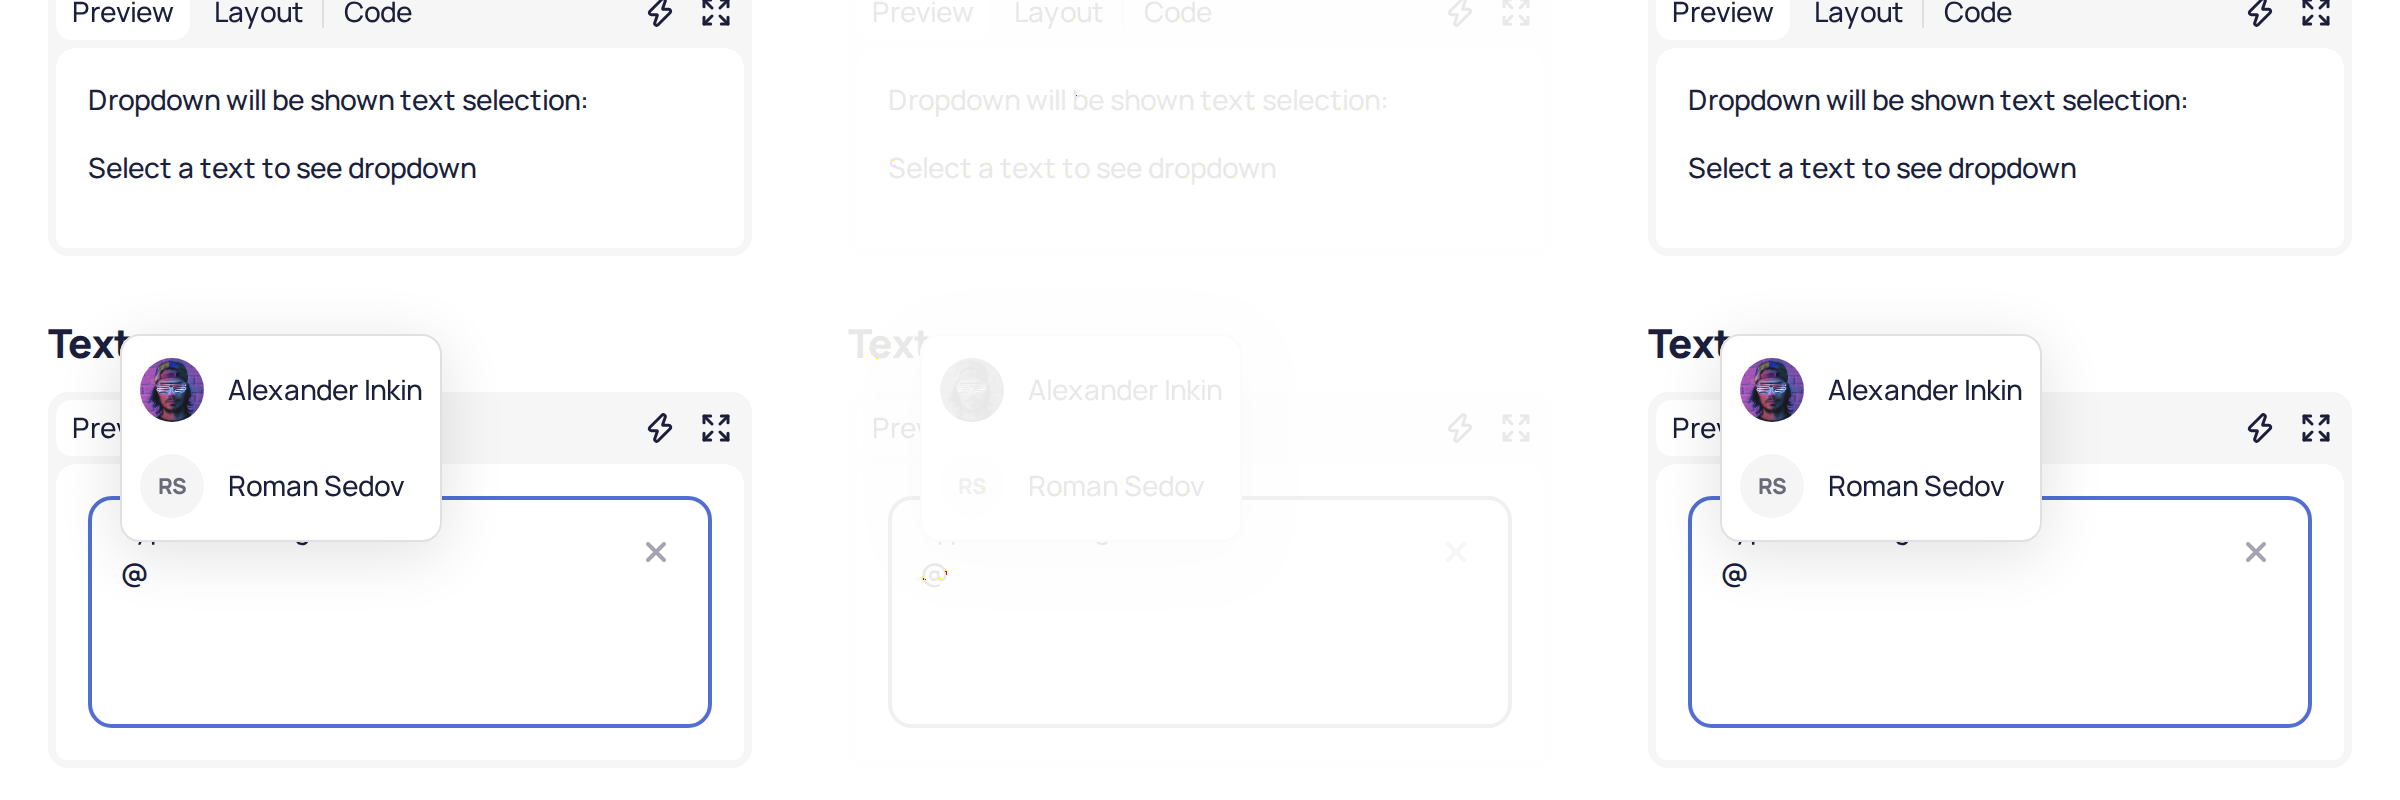 Preview Layout Code
Dropdown will be shown text selection:
Select a text to see dropdown
Text
Alexander Inkin
Prev
RS Roman Sedov
@
Preview Layout Code
Dropdown will be shown text selection:
Select a text to see dropdown
Text
Alexander Inkin
Prev
RS Roman Sedov
@
Preview Layout Code
Dropdown will be shown text selection:
Select a text to see dropdown
Text
Alexander Inkin
Prev
RS Roman Sedov
@